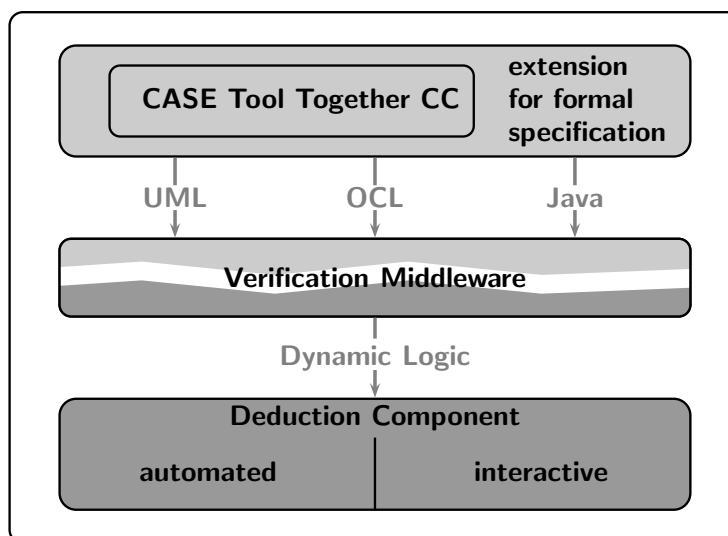 CASE Tool Together CC
extension
for formal
specification
UML OCL Java
Verification Middleware
Dynamic Logic
Deduction Component
automated interactive